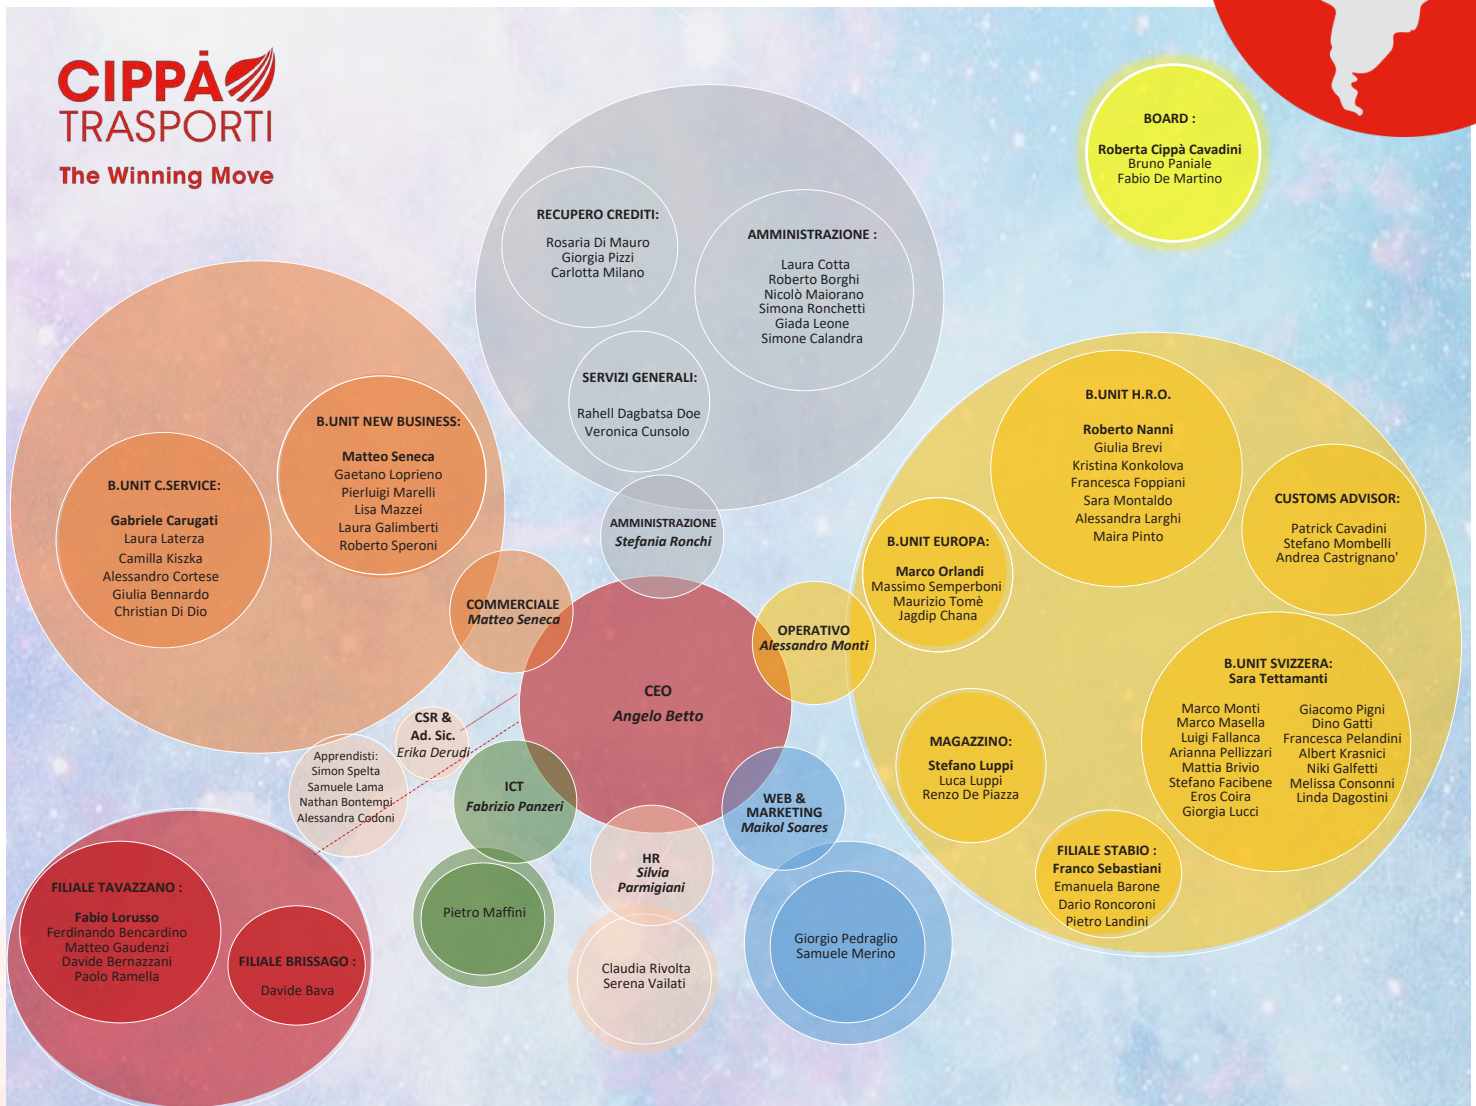 CIPPÀ
TRASPORTI
The Winning Move
BOARD :
Roberta Cippà Cavadini
Bruno Paniale
Fabio De Martino
RECUPERO CREDITI:
Rosaria Di Mauro
Giorgia Pizzi
Carlotta Milano
AMMINISTRAZIONE :
Laura Cotta
Roberto Borghi
Nicolò Maiorano
Simona Ronchetti
Giada Leone
Simone Calandra
SERVIZI GENERALI:
Rahell Dagbatsa Doe
Veronica Cunsolo
AMMINISTRAZIONE
Stefania Ronchi
B.UNIT NEW BUSINESS:
Matteo Seneca
Gaetano Loprieno
Pierluigi Marelli
Lisa Mazzei
Laura Galimberti
Roberto Speroni
B.UNIT C.SERVICE:
Gabriele Carugati
Laura Laterza
Camilla Kiszka
Alessandro Cortese
Giulia Bennardo
Christian Di Dio
COMMERCIALE
Matteo Seneca
B.UNIT H.R.O.
Roberto Nanni
Giulia Brevi
Kristina Konkolova
Francesca Foppiani
Sara Montaldo
Alessandra Larghi
Maira Pinto
CUSTOMS ADVISOR:
Patrick Cavadini
Stefano Mombelli
Andrea Castrignano'
B.UNIT EUROPA:
Marco Orlandi
Massimo Semperboni
Maurizio Tomè
Jagdip Chana
OPERATIVO
Alessandro Monti
CEO
Angelo Betto
B.UNIT SVIZZERA:
Sara Tettamanti
Marco Monti
Marco Masella
Luigi Fallanca
Arianna Pellizzari
Mattia Brivio
Stefano Facibene
Eros Coira
Giorgia Lucci
Giacomo Pigni
Dino Gatti
Francesca Pelandini
Albert Krasnici
Niki Galfetti
Melissa Consonni
Linda Dagostini
MAGAZZINO:
Stefano Luppi
Luca Luppi
Renzo De Piazza
FILIALE STABIO :
Franco Sebastiani
Emanuela Barone
Dario Roncoroni
Pietro Landini
CSR &
Ad. Sic.
Erika Derudi
Apprendisti:
Simon Spelta
Samuele Lama
Nathan Bontempi
Alessandra Codoni
ICT
Fabrizio Panzeri
Pietro Maffini
HR
Silvia
Parmigiani
Claudia Rivolta
Serena Vailati
WEB &
MARKETING
Maikol Soares
Giorgio Pedraglio
Samuele Merino
FILIALE TAVAZZANO :
Fabio Lorusso
Ferdinando Bencardino
Matteo Gaudenzi
Davide Bernazzani
Paolo Ramella
FILIALE BRISSAGO :
Davide Bava